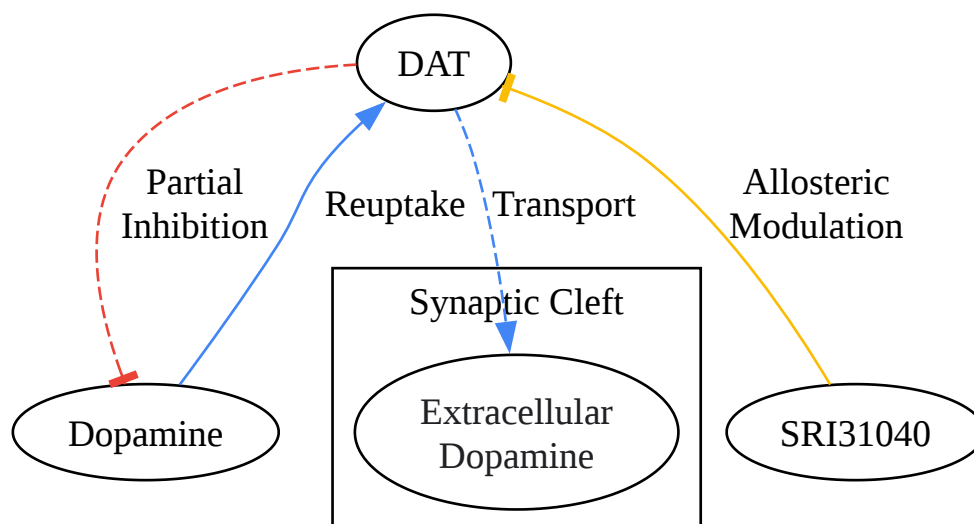 DAT
Partial
Inhibition
Reuptake
Transport
Allosteric
Modulation
Synaptic Cleft
Dopamine
Extracellular
Dopamine
SRI31040